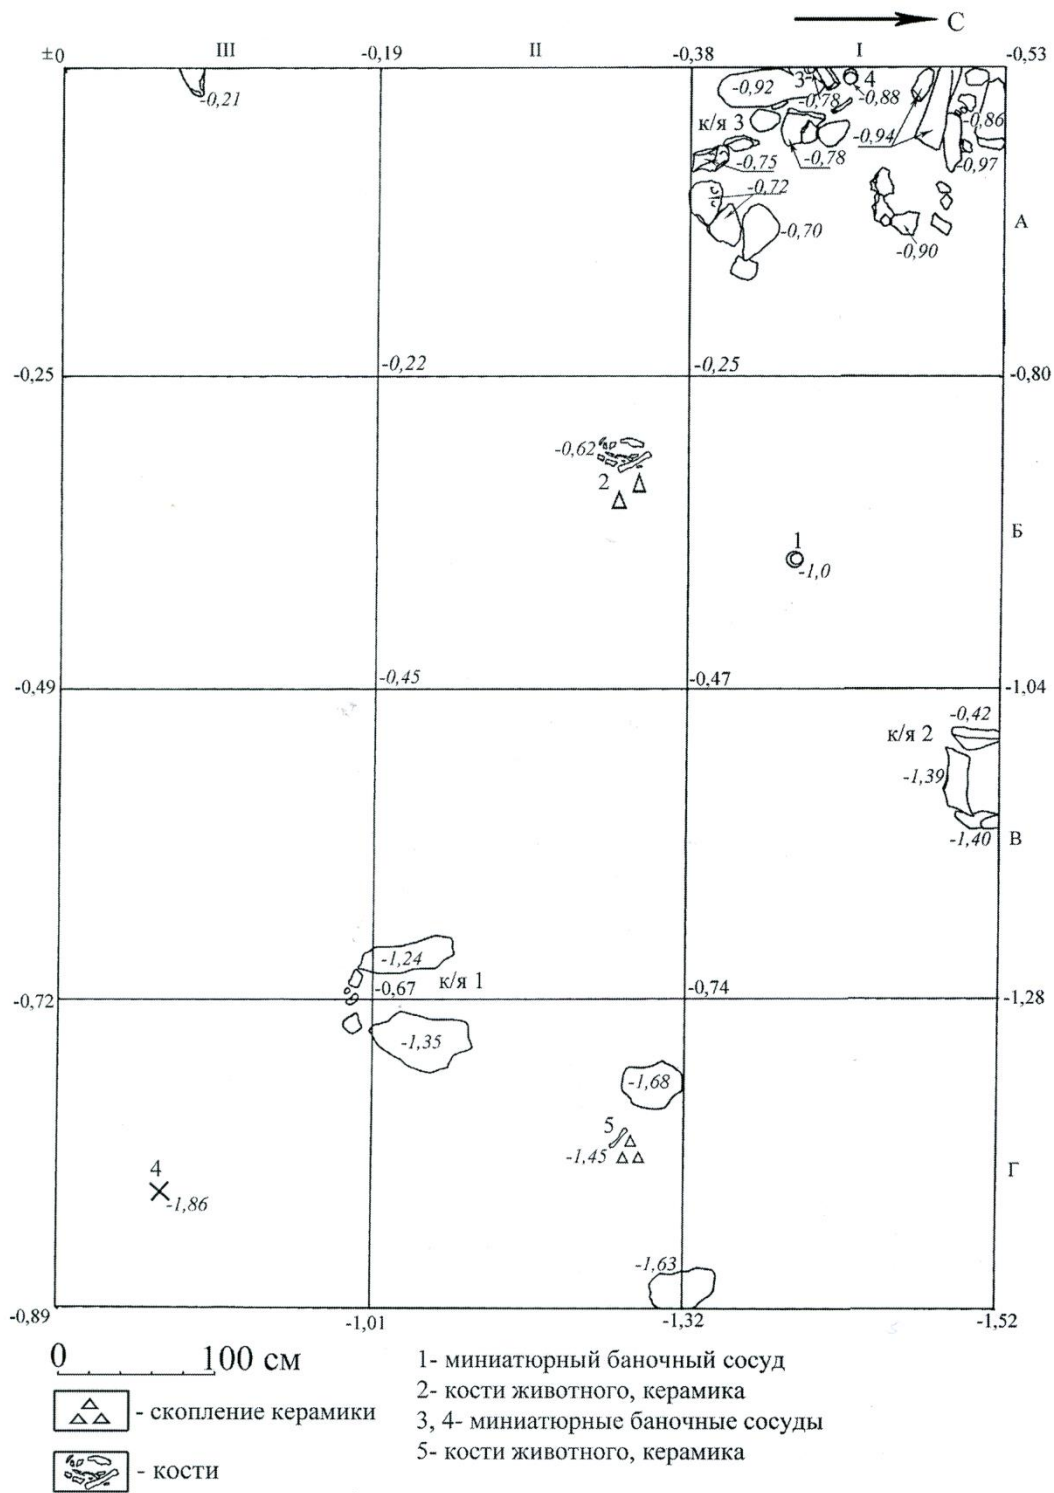 С
±0 III -0,19 II -0,38 I -0,53
-0,21
-0,92 3 -0,78 4 -0,88
к/я 3
-0,86
-0,94
-0,75 -0,78 -0,97
-0,72
-0,70
-0,90
А
-0,25 -0,22 -0,25 -0,80
-0,62
2
Б
1
-1,0
-0,49 -0,45 -0,47 -1,04
-0,42
к/я 2
-1,39
-1,40
В
-1,24
к/я 1
-0,72 -0,67 -0,74 -1,28
-1,35
-1,68
5
-1,45
Г
4
-1,86
-1,63
-0,89 -1,01 -1,32 -1,52
0 100 см
- скопление керамики
- кости
1- миниатюрный баночный сосуд
2- кости животного, керамика
3, 4- миниатюрные баночные сосуды
5- кости животного, керамика